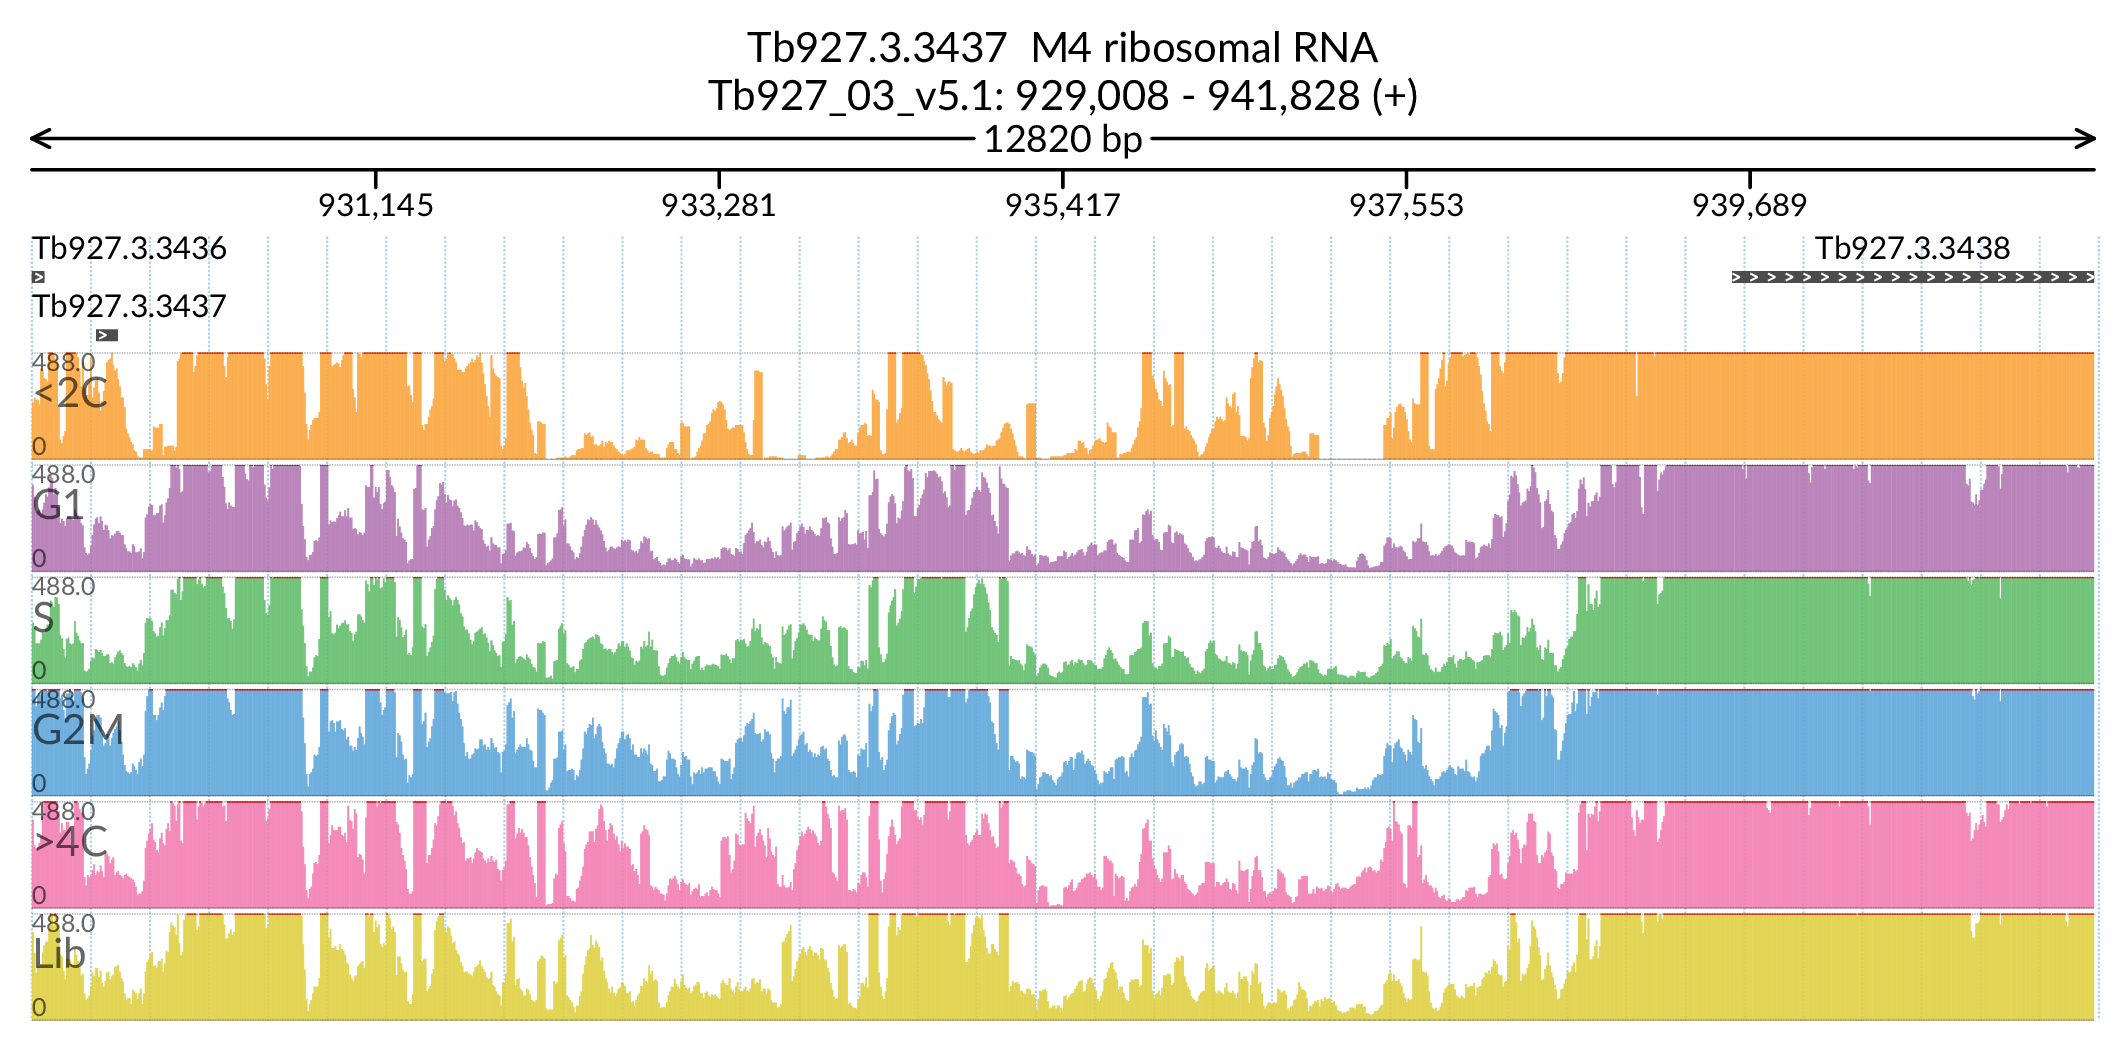 Tb927.3.3437 M4 ribosomal RNA
Tb927_03_v5.1: 929,008 - 941,828 (+)
12820 bp
931,145 933,281 935,417 937,553 939,689
Tb927.3.3436 Tb927.3.3438
Tb927.3.3437
488.0
<2C
0
488.0
G1
0
488.0
S
0
488.0
G2M
0
488.0
>4C
0
488.0
Lib
0